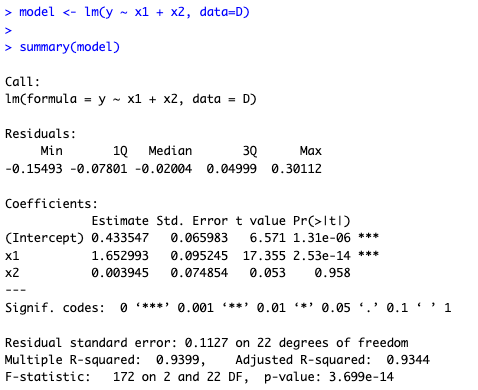 > model <- lm(y ~ x1 + x2, data=D)
>
> summary(model)

Call:
lm(formula = y ~ x1 + x2, data = D)

Residuals:
     Min       1Q   Median       3Q      Max
-0.15493 -0.07801 -0.02004  0.04999  0.30112

Coefficients:
            Estimate Std. Error t value Pr(>|t|)
(Intercept) 0.433547   0.065983   6.571 1.31e-06 ***
x1          1.652993   0.095245  17.355 2.53e-14 ***
x2          0.003945   0.074854   0.053    0.958
---
Signif. codes:  0 ‘***’ 0.001 ‘**’ 0.01 ‘*’ 0.05 ‘.’ 0.1 ‘ ’ 1

Residual standard error: 0.1127 on 22 degrees of freedom
Multiple R-squared:  0.9399,    Adjusted R-squared:  0.9344
F-statistic:   172 on 2 and 22 DF,  p-value: 3.699e-14